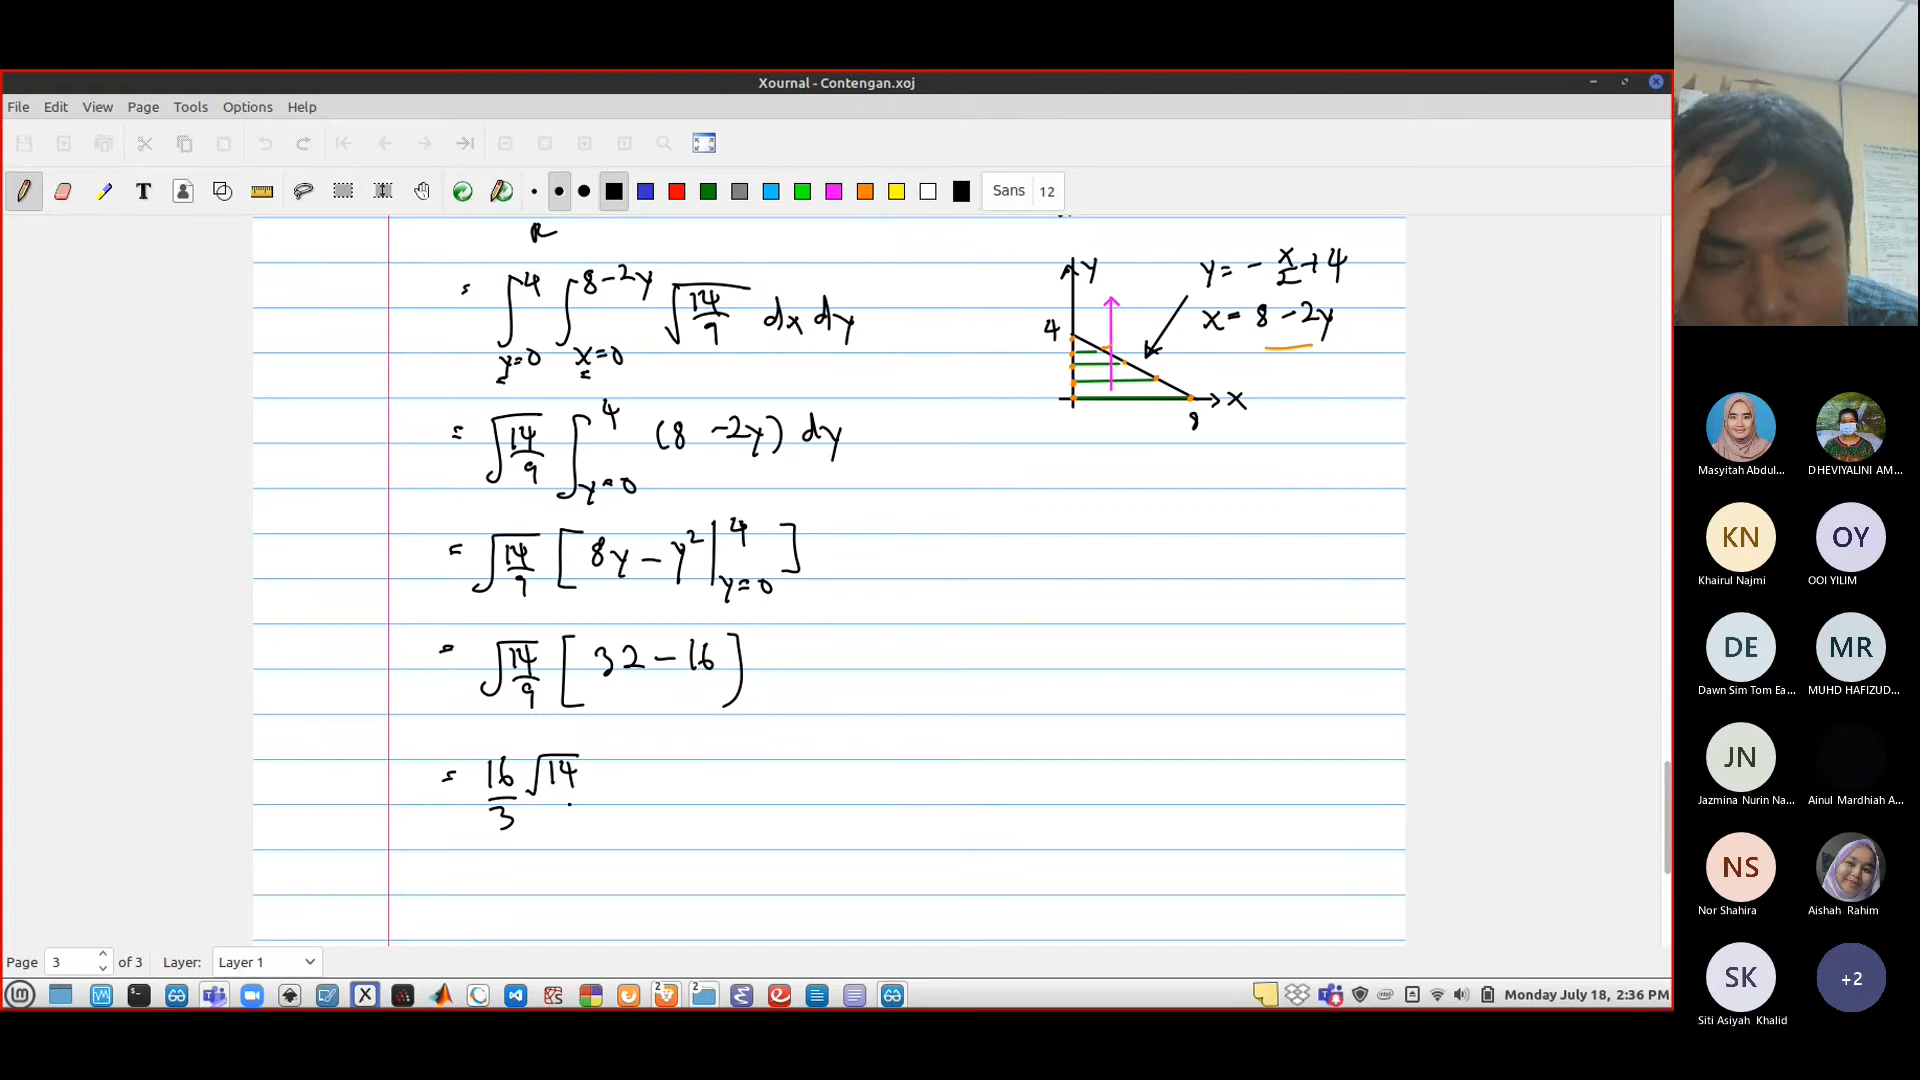 Xournal - Contengan.xoj
File Edit View Page Tools Options Help
Sans 12
R
= ∫_{y=0}^{4} ∫_{x=0}^{8-2y} √(14/9) dx dy
= √(14/9) ∫_{y=0}^{4} (8 - 2y) dy
= √(14/9) [ 8y - y² |_{y=0}^{4} ]
= √(14/9) [ 32 - 16 )
= 16/3 √14
y = - x/2 + 4
x = 8 - 2y
y
4
x
8
Page 3 of 3 Layer: Layer 1
2 2
Monday July 18, 2:36 PM
Masyitah Abdul... DHEVIYALINI AM...
KN OY
Khairul Najmi OOI YILIM
DE MR
Dawn Sim Tom Ea... MUHD HAFIZUD...
JN
Jazmina Nurin Na... Ainul Mardhiah A...
NS
Nor Shahira Aishah Rahim
SK +2
Siti Asiyah Khalid